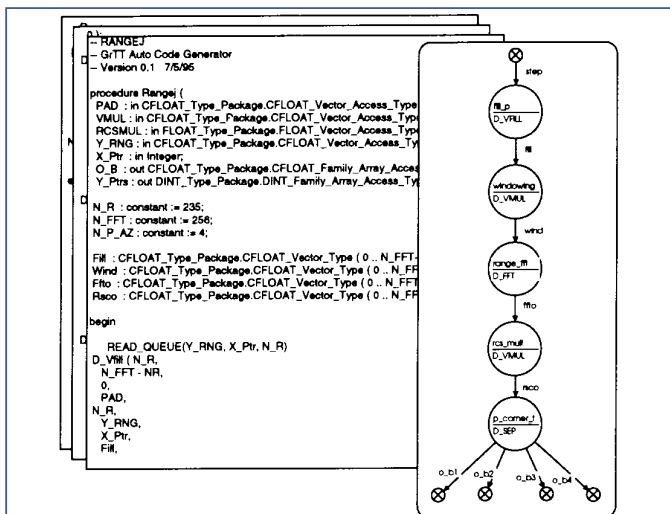 -- RANGEJ
-- GrTT Auto Code Generator
-- Version 0.1 7/5/95
procedure Rangej (
PAD : in CFLOAT_Type_Package.CFLOAT_Vector_Access_Type
VMUL : in CFLOAT_Type_Package.CFLOAT_Vector_Access_Typ
RCSMUL : in FLOAT_Type_Package.FLOAT_Vector_Access_Typ
Y_RNG : in CFLOAT_Type_Package.CFLOAT_Vector_Access_Ty
X_Ptr : in Integer;
O_B : out CFLOAT_Type_Package.CFLOAT_Family_Array_Acces
Y_Ptrs : out DINT_Type_Package.DINT_Family_Array_Access_Ty
N_R : constant := 235;
N_FFT : constant := 256;
N_P_AZ : constant := 4;
Fill : CFLOAT_Type_Package.CFLOAT_Vector_Type ( 0 .. N_FFT-
Wind : CFLOAT_Type_Package.CFLOAT_Vector_Type ( 0 .. N_FF
Ffto : CFLOAT_Type_Package.CFLOAT_Vector_Type ( 0 .. N_FFT
Rsco : CFLOAT_Type_Package.CFLOAT_Vector_Type ( 0 .. N_FF
begin
READ_QUEUE(Y_RNG, X_Ptr, N_R)
D_Vfill ( N_R,
N_FFT - NR,
0,
PAD,
N_R,
Y_RNG,
X_Ptr,
Fill,
step
fill_p
D_VFILL
fill
windowing
D_VMUL
wind
range_fft
D_FFT
ffto
rcs_mult
D_VMUL
rsco
p_corner_t
D_SEP
o_b1 o_b2 o_b3 o_b4